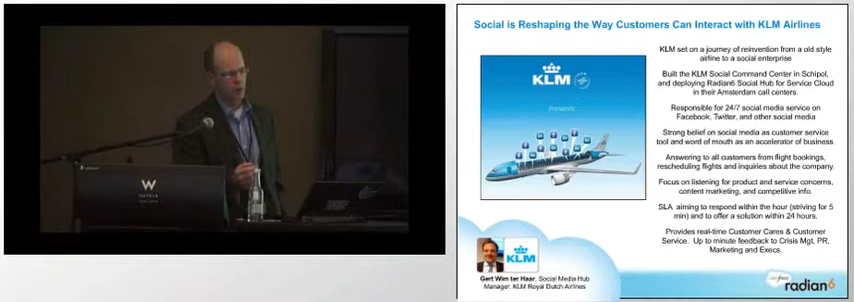 W
HOTELS
Social is Reshaping the Way Customers Can Interact with KLM Airlines
KLM
Presents
KLM set on a journey of reinvention from a old style
airline to a social enterprise
Built the KLM Social Command Center in Schipol,
and deploying Radian6 Social Hub for Service Cloud
in their Amsterdam call centers.
Responsible for 24/7 social media service on
Facebook, Twitter, and other social media
Strong belief on social media as customer service
tool and word of mouth as an accelerator of business.
Answering to all customers from flight bookings,
rescheduling flights and inquiries about the company.
Focus on listening for product and service concerns,
content marketing, and competitive info.
SLA aiming to respond within the hour (striving for 5
min) and to offer a solution within 24 hours.
Provides real-time Customer Cares & Customer
Service. Up to minute feedback to Crisis Mgt, PR,
Marketing and Execs.
KLM
Gert Wim ter Haar, Social Media Hub
Manager, KLM Royal Dutch Airlines
radian6